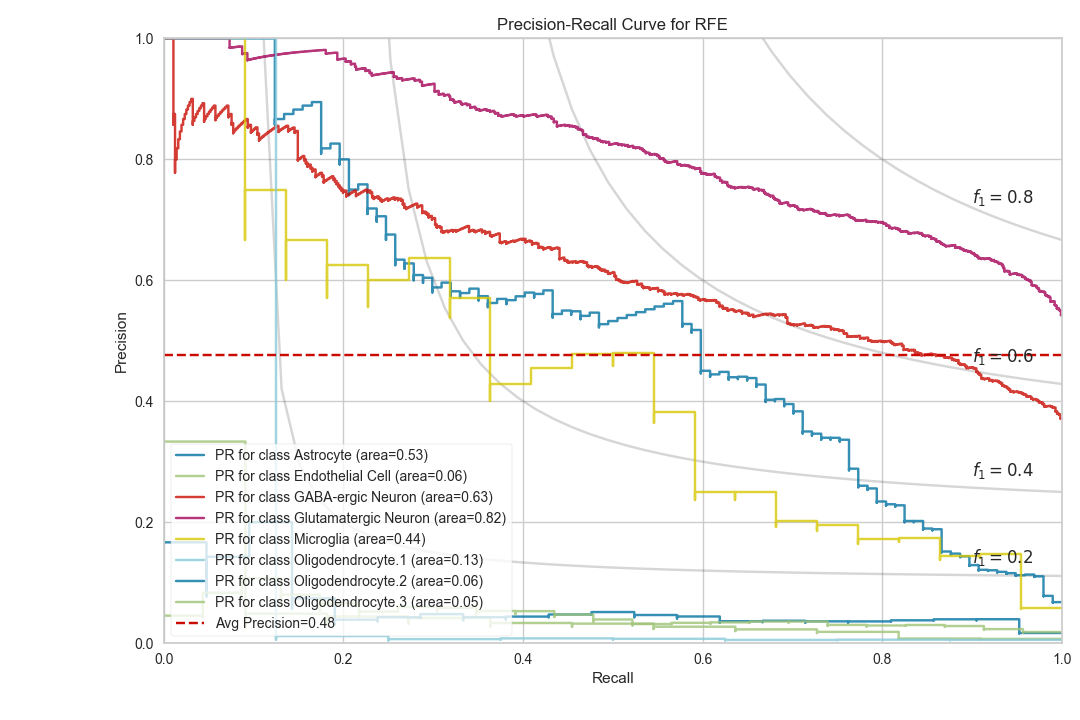 Precision-Recall Curve for RFE
1.0
0.8
0.6
0.4
0.2
0.0
Precision
f₁ = 0.8
f₁ = 0.6
f₁ = 0.4
f₁ = 0.2
PR for class Astrocyte (area=0.53)
PR for class Endothelial Cell (area=0.06)
PR for class GABA-ergic Neuron (area=0.63)
PR for class Glutamatergic Neuron (area=0.82)
PR for class Microglia (area=0.44)
PR for class Oligodendrocyte.1 (area=0.13)
PR for class Oligodendrocyte.2 (area=0.06)
PR for class Oligodendrocyte.3 (area=0.05)
Avg Precision=0.48
0.0 0.2 0.4 0.6 0.8 1.0
Recall